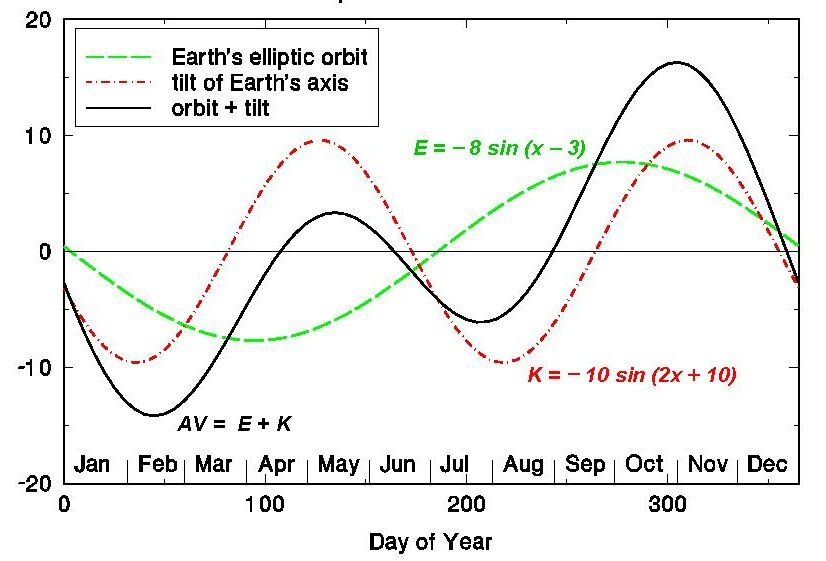 20
Earth's elliptic orbit
tilt of Earth's axis
orbit + tilt
10
E = − 8 sin (x − 3)
0
-10
K = − 10 sin (2x + 10)
AV = E + K
Jan Feb Mar Apr May Jun Jul Aug Sep Oct Nov Dec
-20
0 100 200 300
Day of Year